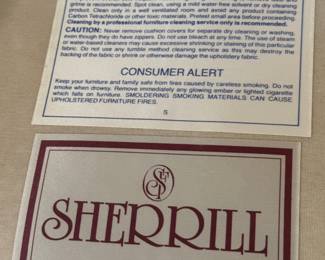 grime is recommended. Spot clean, using a mild water-free solvent or dry cleaning
product. Clean only in a well ventilated room and avoid any product containing
Carbon Tetrachloride or other toxic materials. Pretest small area before proceeding.
Cleaning by a professional furniture cleaning service only is recommended.
CAUTION: Never remove cushion covers for separate dry cleaning or washing,
even though they do have zippers. Do not use bleach at any time. The use of steam
or water-based cleaners may cause excessive shrinking or staining of this particular
fabric. Do not use any tumble method cleaning service as this may destroy the
backing of the fabric or shrink or otherwise damage the upholstery fabric.
CONSUMER ALERT
Keep your furniture and family safe from fires caused by careless smoking. Do not
smoke when drowsy. Remove immediately any glowing ember or lighted cigarette
which falls on furniture. SMOLDERING SMOKING MATERIALS CAN CAUSE
UPHOLSTERED FURNITURE FIRES.
S
SHERRILL